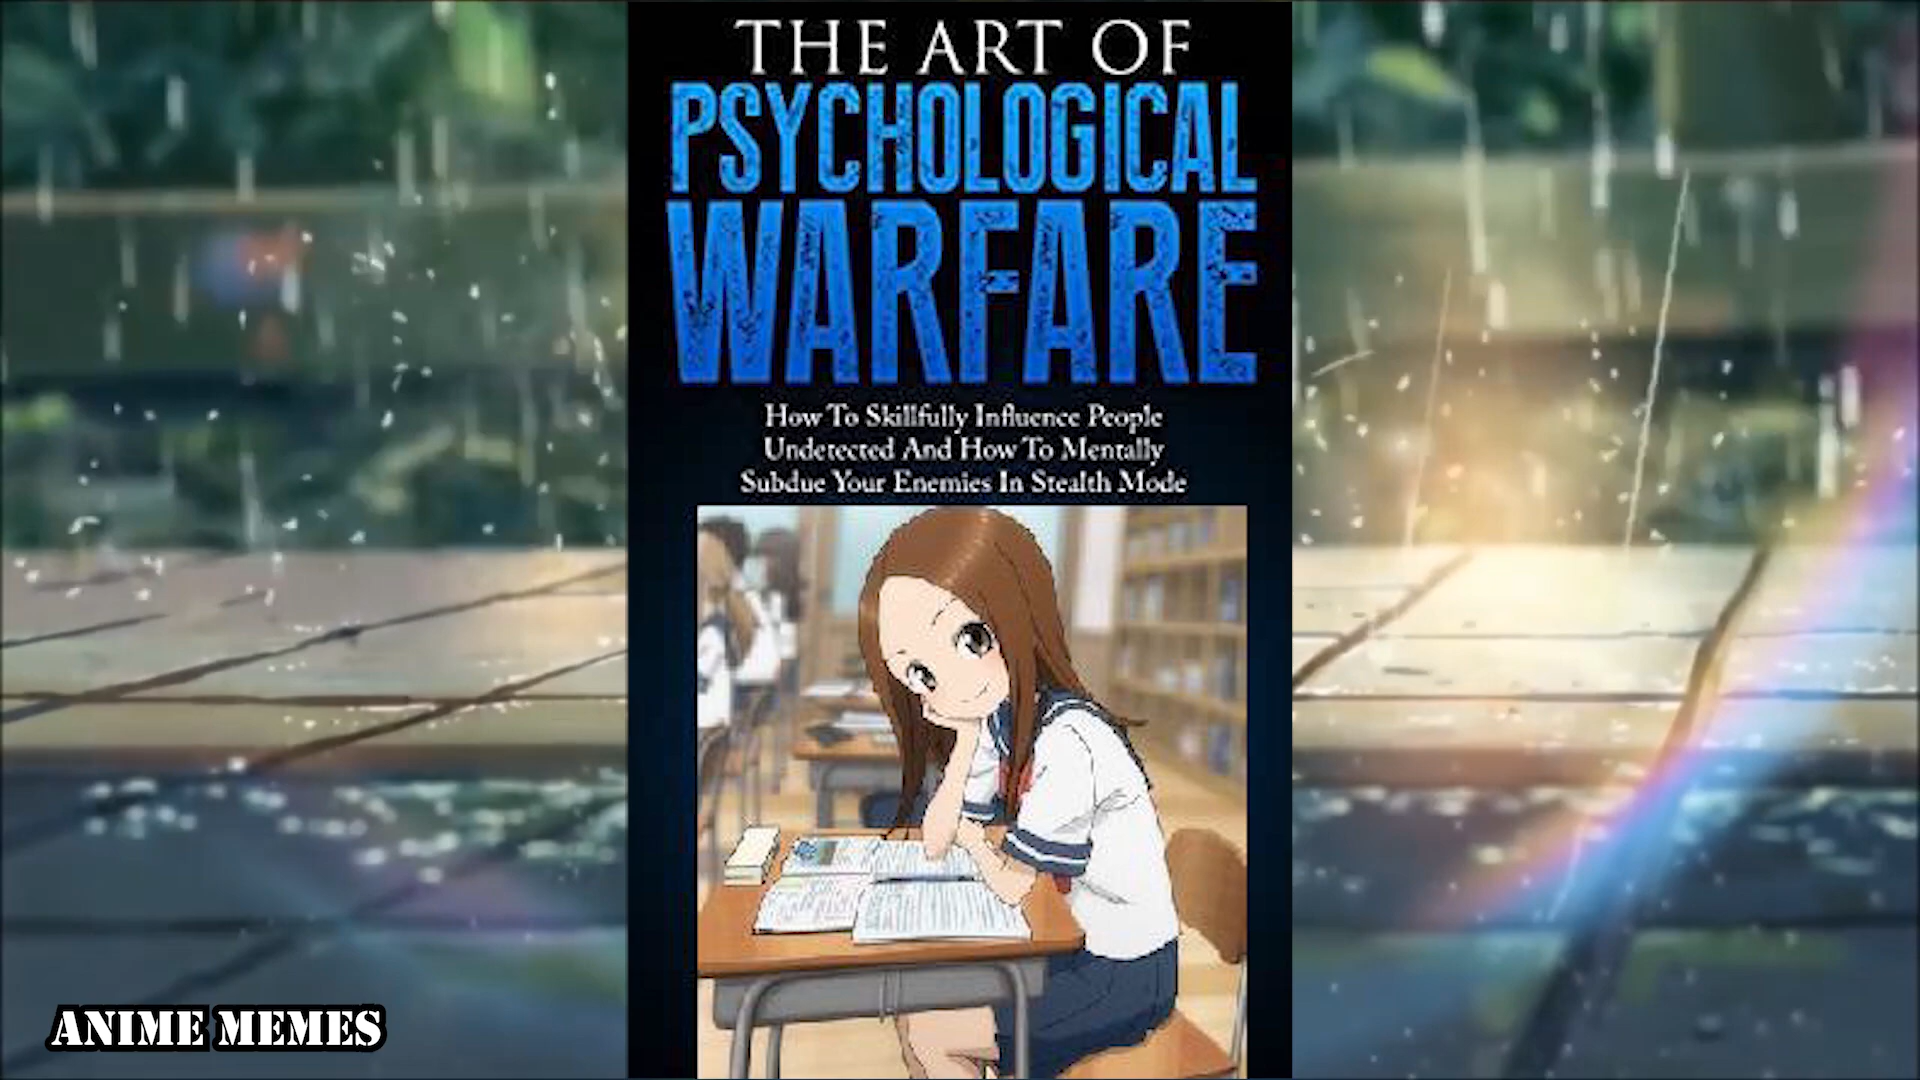 THE ART OF
PSYCHOLOGICAL
WARFARE
How To Skillfully Influence People
Undetected And How To Mentally
Subdue Your Enemies In Stealth Mode
ANIME MEMES